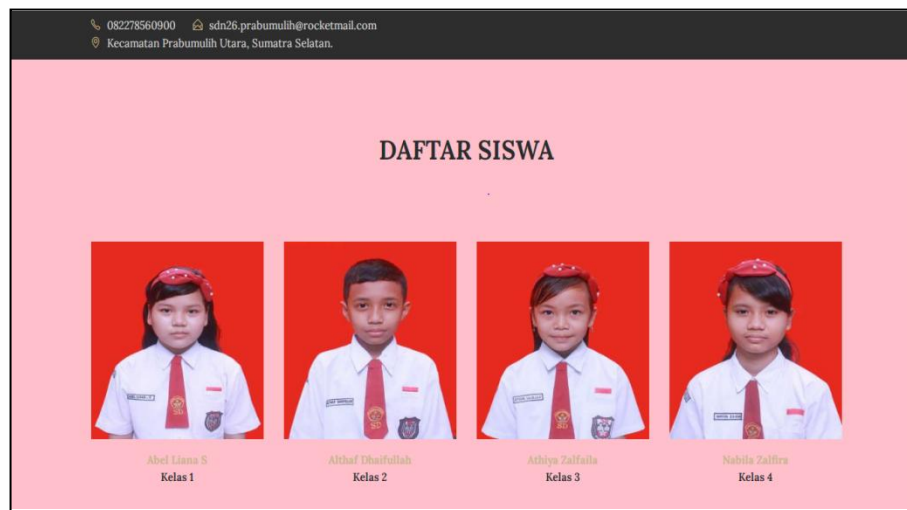 082278560900 sdn26.prabumulih@rocketmail.com
Kecamatan Prabumulih Utara, Sumatra Selatan.
DAFTAR SISWA
Abel Liana S
Kelas 1
Althaf Dhaifullah
Kelas 2
Athiya Zalfaila
Kelas 3
Nabila Zalfira
Kelas 4